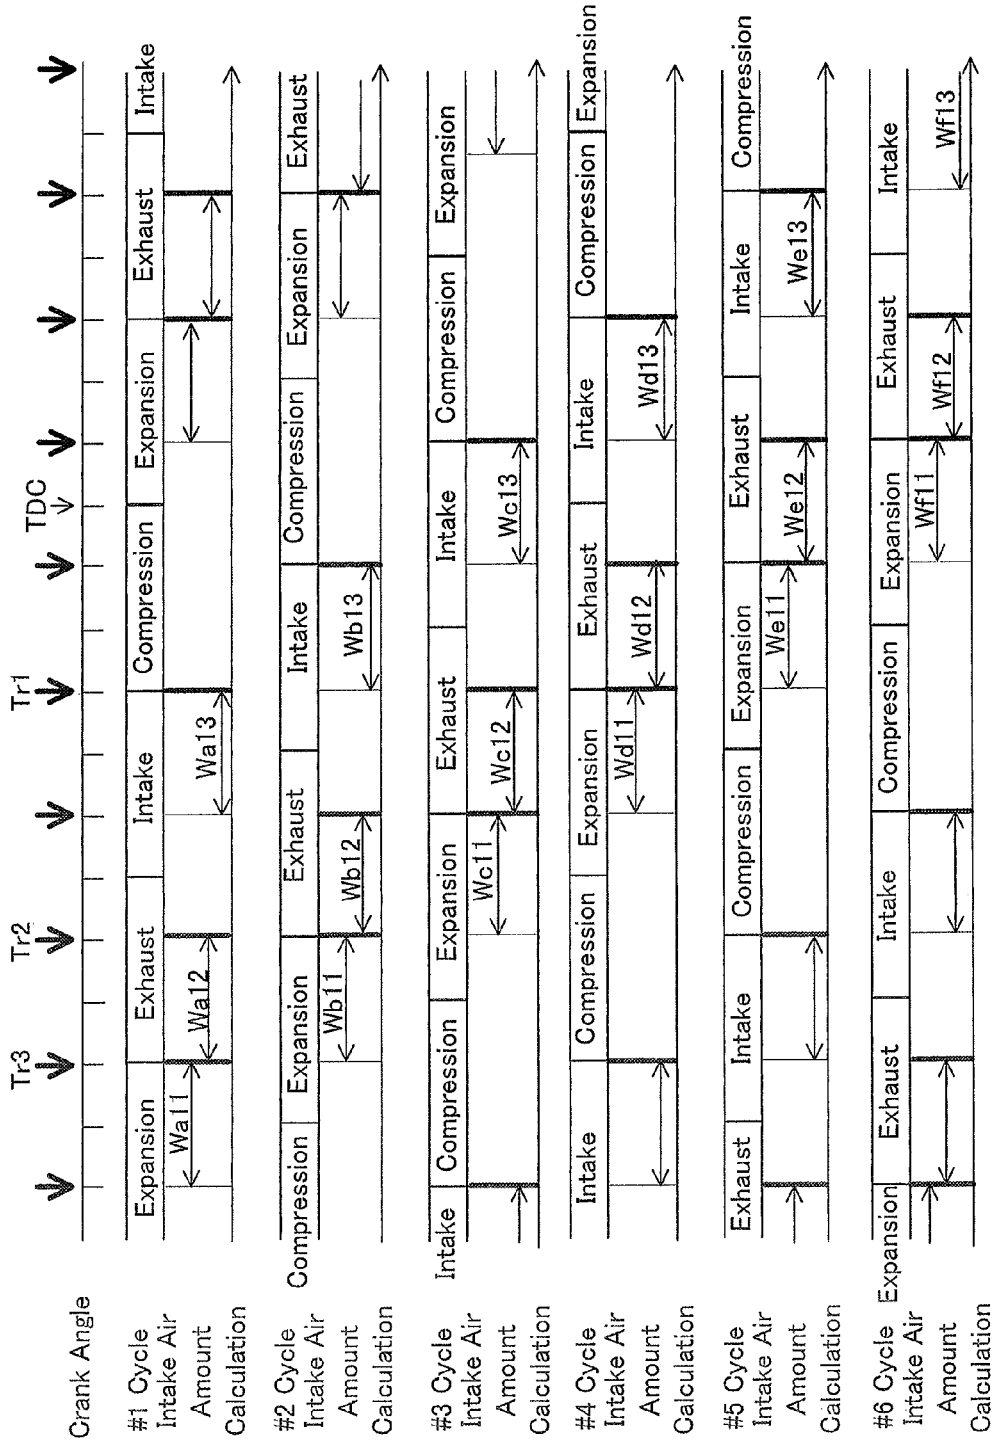 Tr3 Tr2 Tr1 TDC
Crank Angle
#1 Cycle Expansion Exhaust Intake Compression Expansion Exhaust Intake
Intake Air
Amount
Calculation
Wa11 Wa12 Wa13
#2 Cycle Compression Expansion Exhaust Intake Compression Expansion Exhaust
Intake Air
Amount
Calculation
Wb11 Wb12 Wb13
#3 Cycle Intake Compression Expansion Exhaust Intake Compression Expansion
Intake Air
Amount
Calculation
Wc11 Wc12 Wc13
#4 Cycle Intake Compression Expansion Exhaust Intake Compression Expansion
Intake Air
Amount
Calculation
Wd11 Wd12 Wd13
#5 Cycle Exhaust Intake Compression Expansion Exhaust Intake Compression
Intake Air
Amount
Calculation
We11 We12 We13
#6 Cycle Expansion Exhaust Intake Compression Expansion Exhaust Intake
Intake Air
Amount
Calculation
Wf11 Wf12 Wf13